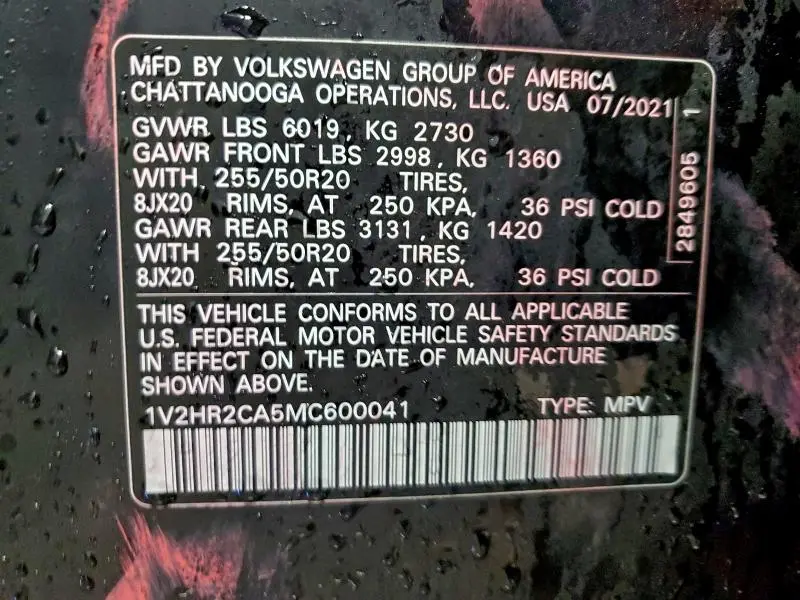 MFD BY VOLKSWAGEN GROUP OF AMERICA
CHATTANOOGA OPERATIONS, LLC. USA 07/2021
GVWR LBS 6019, KG 2730
GAWR FRONT LBS 2998, KG 1360
WITH 255/50R20 TIRES,
8JX20 RIMS, AT 250 KPA, 36 PSI COLD
GAWR REAR LBS 3131, KG 1420
WITH 255/50R20 TIRES,
8JX20 RIMS, AT 250 KPA, 36 PSI COLD
2849605 1
THIS VEHICLE CONFORMS TO ALL APPLICABLE
U.S. FEDERAL MOTOR VEHICLE SAFETY STANDARDS
IN EFFECT ON THE DATE OF MANUFACTURE
SHOWN ABOVE.
1V2HR2CA5MC600041 TYPE: MPV